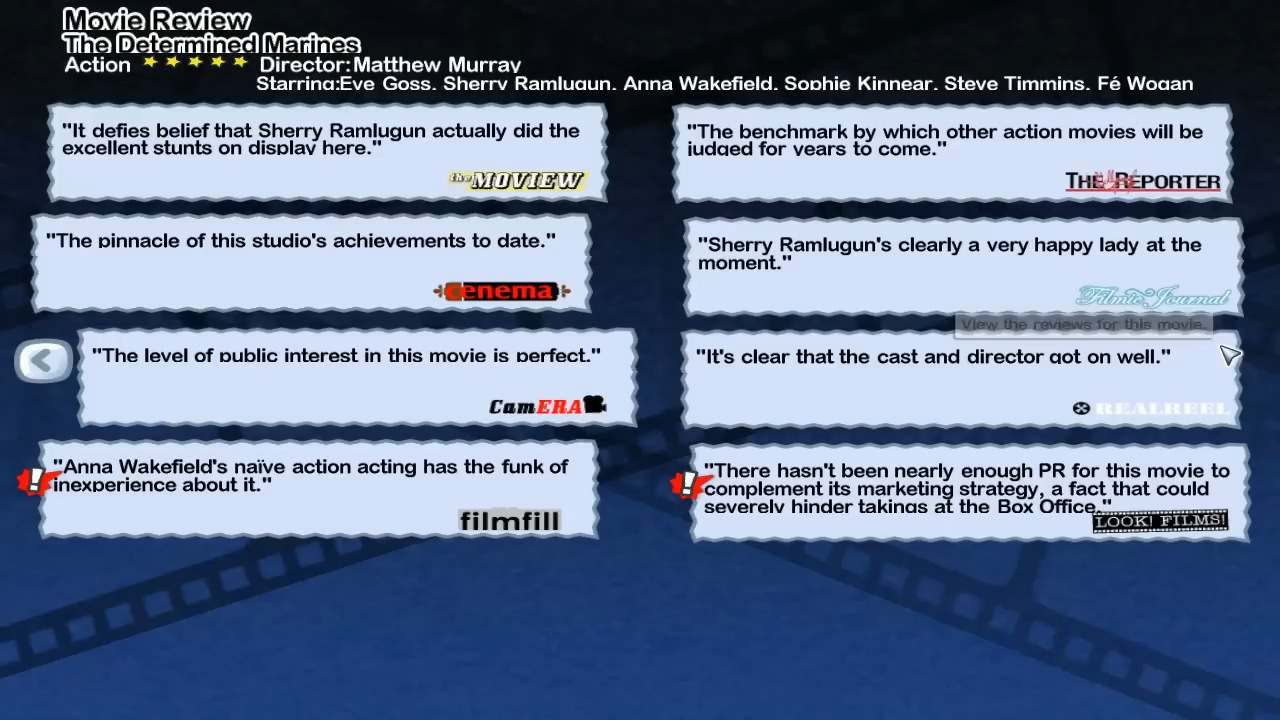 Movie Review
The Determined Marines
Action Director:Matthew Murray
Starring:Eve Goss, Sherry Ramlugun, Anna Wakefield, Sophie Kinnear, Steve Timmins, Fé Wogan
"It defies belief that Sherry Ramlugun actually did the
excellent stunts on display here."
the MOVIEW
"The benchmark by which other action movies will be
judged for years to come."
THE REPORTER
"The pinnacle of this studio's achievements to date."
cenema
"Sherry Ramlugun's clearly a very happy lady at the
moment."
Filmic Journal
View the reviews for this movie.
"The level of public interest in this movie is perfect."
CamERA
"It's clear that the cast and director got on well."
REALREEL
"Anna Wakefield's naïve action acting has the funk of
inexperience about it."
filmfill
"There hasn't been nearly enough PR for this movie to
complement its marketing strategy, a fact that could
severely hinder takings at the Box Office."
LOOK! FILMS!